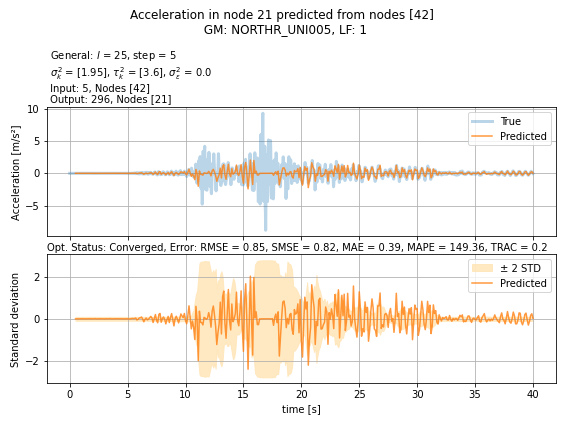 Acceleration in node 21 predicted from nodes [42]
GM: NORTHR_UNI005, LF: 1
General: l = 25, step = 5
σ²ₖ = [1.95], τ²ₖ = [3.6], σ²ε = 0.0
Input: 5, Nodes [42]
Output: 296, Nodes [21]
Acceleration [m/s²]
10
5
0
−5
True
Predicted
Opt. Status: Converged, Error: RMSE = 0.85, SMSE = 0.82, MAE = 0.39, MAPE = 149.36, TRAC = 0.2
Standard deviation
2
0
−2
± 2 STD
Predicted
0 5 10 15 20 25 30 35 40
time [s]